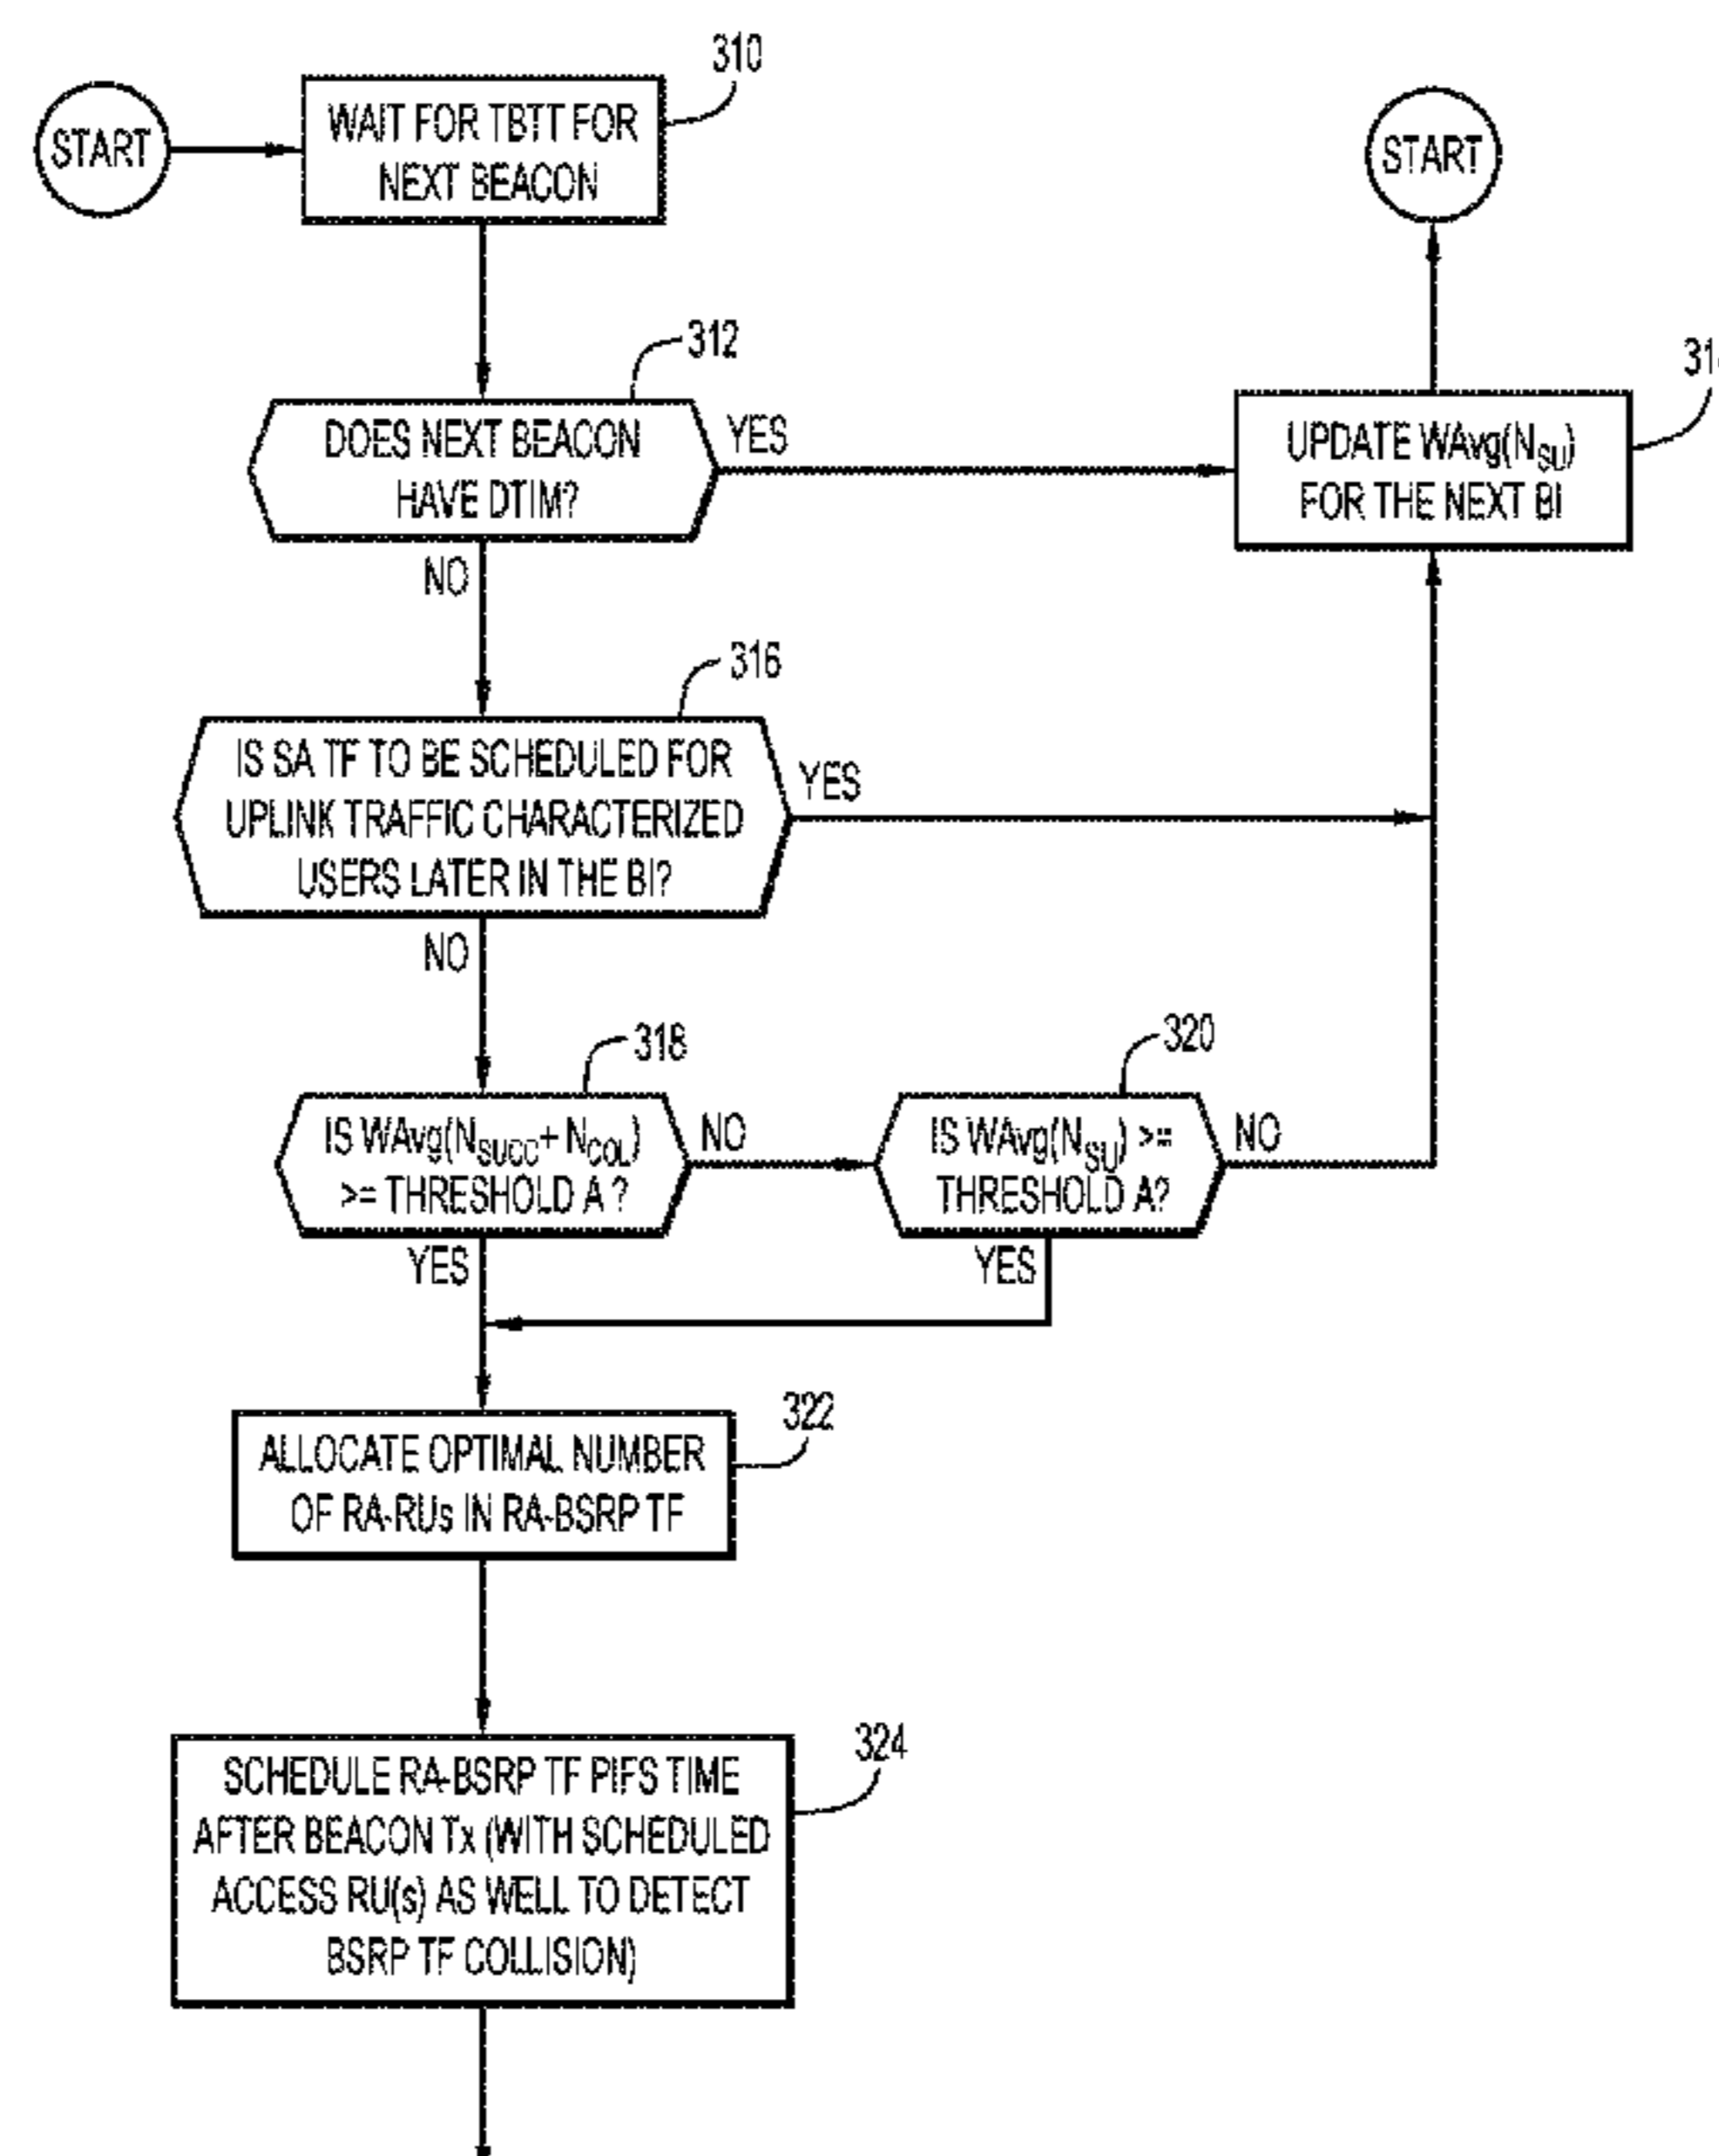 310
START
WAIT FOR TBTT FOR
NEXT BEACON
START
312
DOES NEXT BEACON
HAVE DTIM?
YES
NO
UPDATE WAvg(N_SU)
FOR THE NEXT BI
316
IS SA TF TO BE SCHEDULED FOR
UPLINK TRAFFIC CHARACTERIZED
USERS LATER IN THE BI?
YES
NO
318
IS WAvg(N_SUCC + N_COL)
>= THRESHOLD A ?
NO
YES
320
IS WAvg(N_SU) >=
THRESHOLD A?
NO
YES
322
ALLOCATE OPTIMAL NUMBER
OF RA-RUs IN RA-BSRP TF
324
SCHEDULE RA-BSRP TF PIFS TIME
AFTER BEACON Tx (WITH SCHEDULED
ACCESS RU(s) AS WELL TO DETECT
BSRP TF COLLISION)